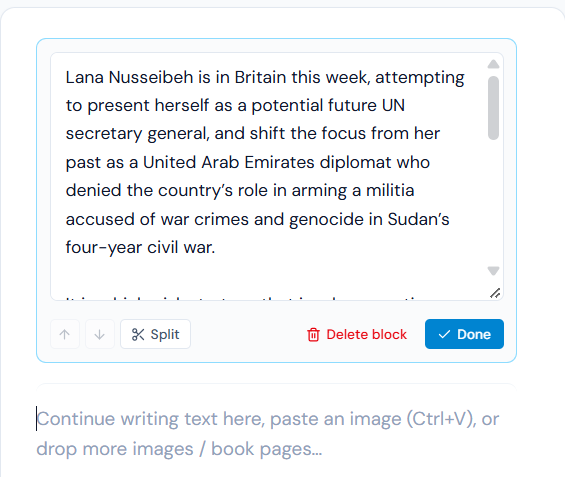 Lana Nusseibeh is in Britain this week, attempting
to present herself as a potential future UN
secretary general, and shift the focus from her
past as a United Arab Emirates diplomat who
denied the country’s role in arming a militia
accused of war crimes and genocide in Sudan’s
four-year civil war.
Split
Delete block
Done
Continue writing text here, paste an image (Ctrl+V), or
drop more images / book pages…